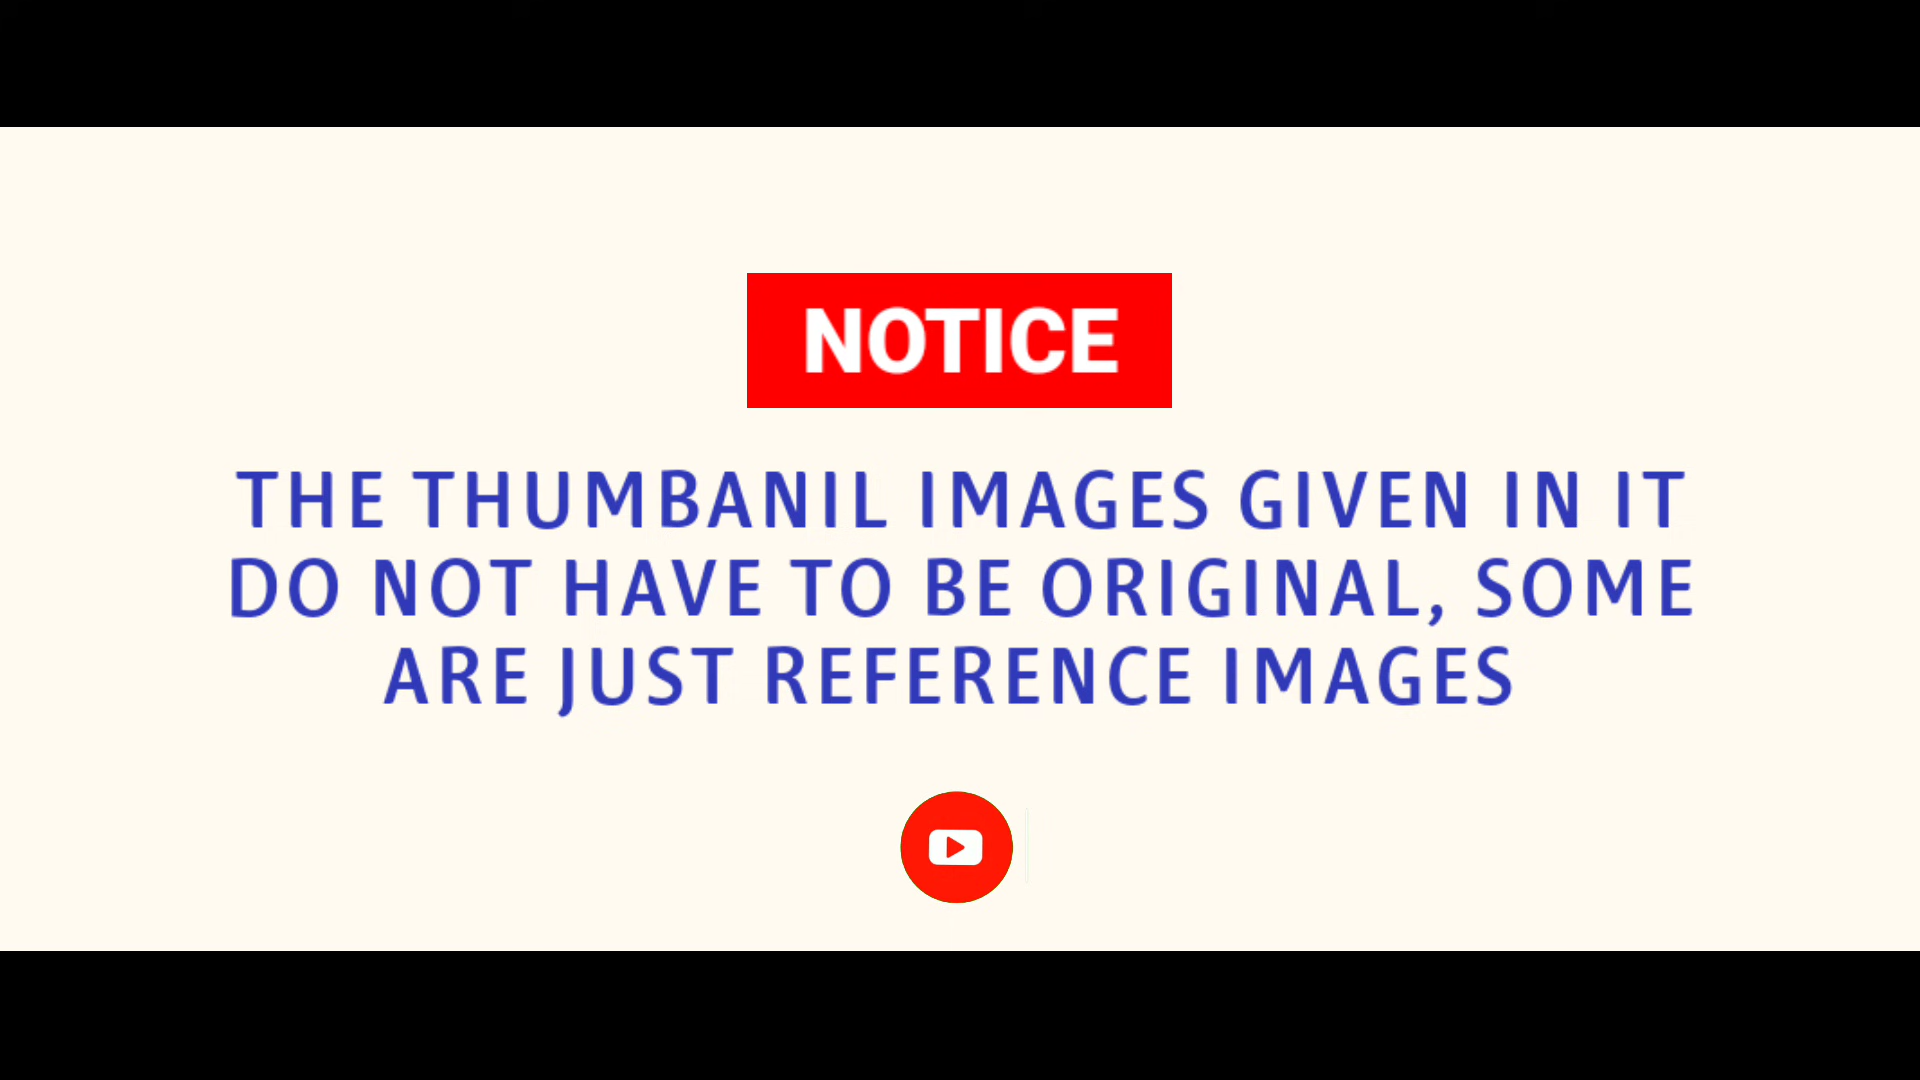 NOTICE
THE THUMBANIL IMAGES GIVEN IN IT
DO NOT HAVE TO BE ORIGINAL, SOME
ARE JUST REFERENCE IMAGES